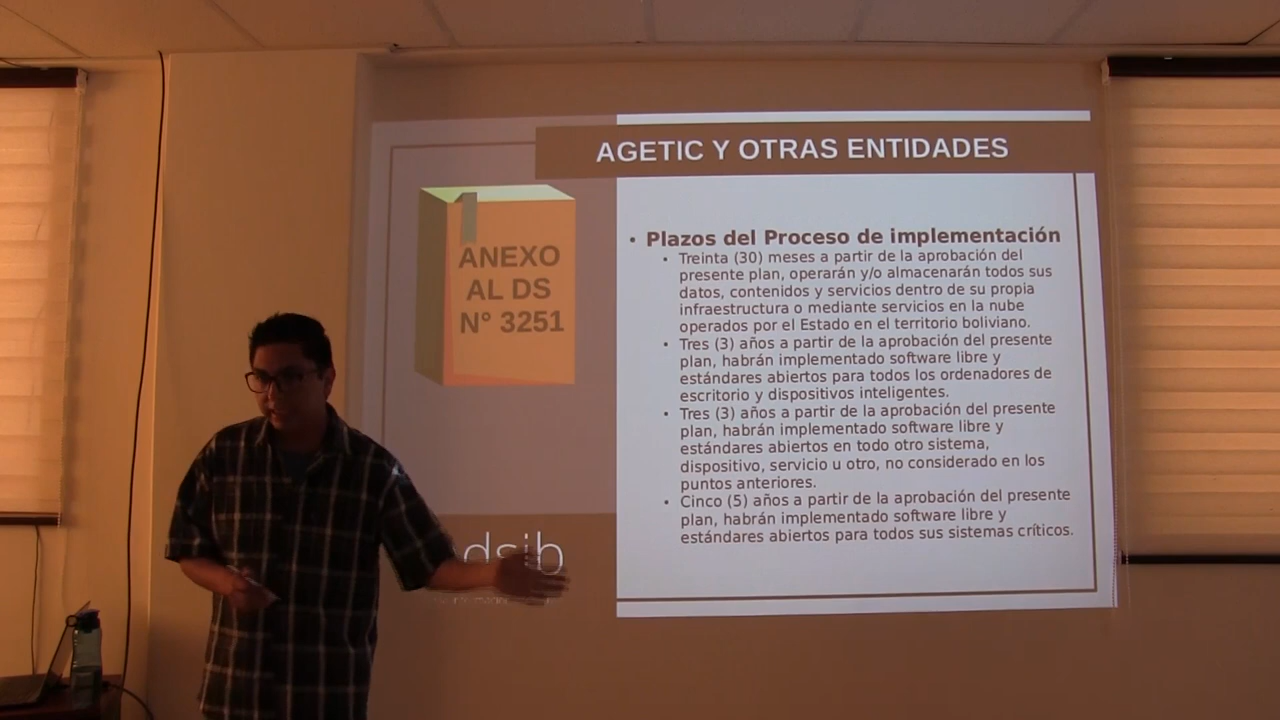 AGETIC Y OTRAS ENTIDADES
ANEXO
AL DS
N° 3251
• Plazos del Proceso de implementación
• Treinta (30) meses a partir de la aprobación del
presente plan, operarán y/o almacenarán todos sus
datos, contenidos y servicios dentro de su propia
infraestructura o mediante servicios en la nube
operados por el Estado en el territorio boliviano.
• Tres (3) años a partir de la aprobación del presente
plan, habrán implementado software libre y
estándares abiertos para todos los ordenadores de
escritorio y dispositivos inteligentes.
• Tres (3) años a partir de la aprobación del presente
plan, habrán implementado software libre y
estándares abiertos en todo otro sistema,
dispositivo, servicio u otro, no considerado en los
puntos anteriores.
• Cinco (5) años a partir de la aprobación del presente
plan, habrán implementado software libre y
estándares abiertos para todos sus sistemas críticos.
dsib